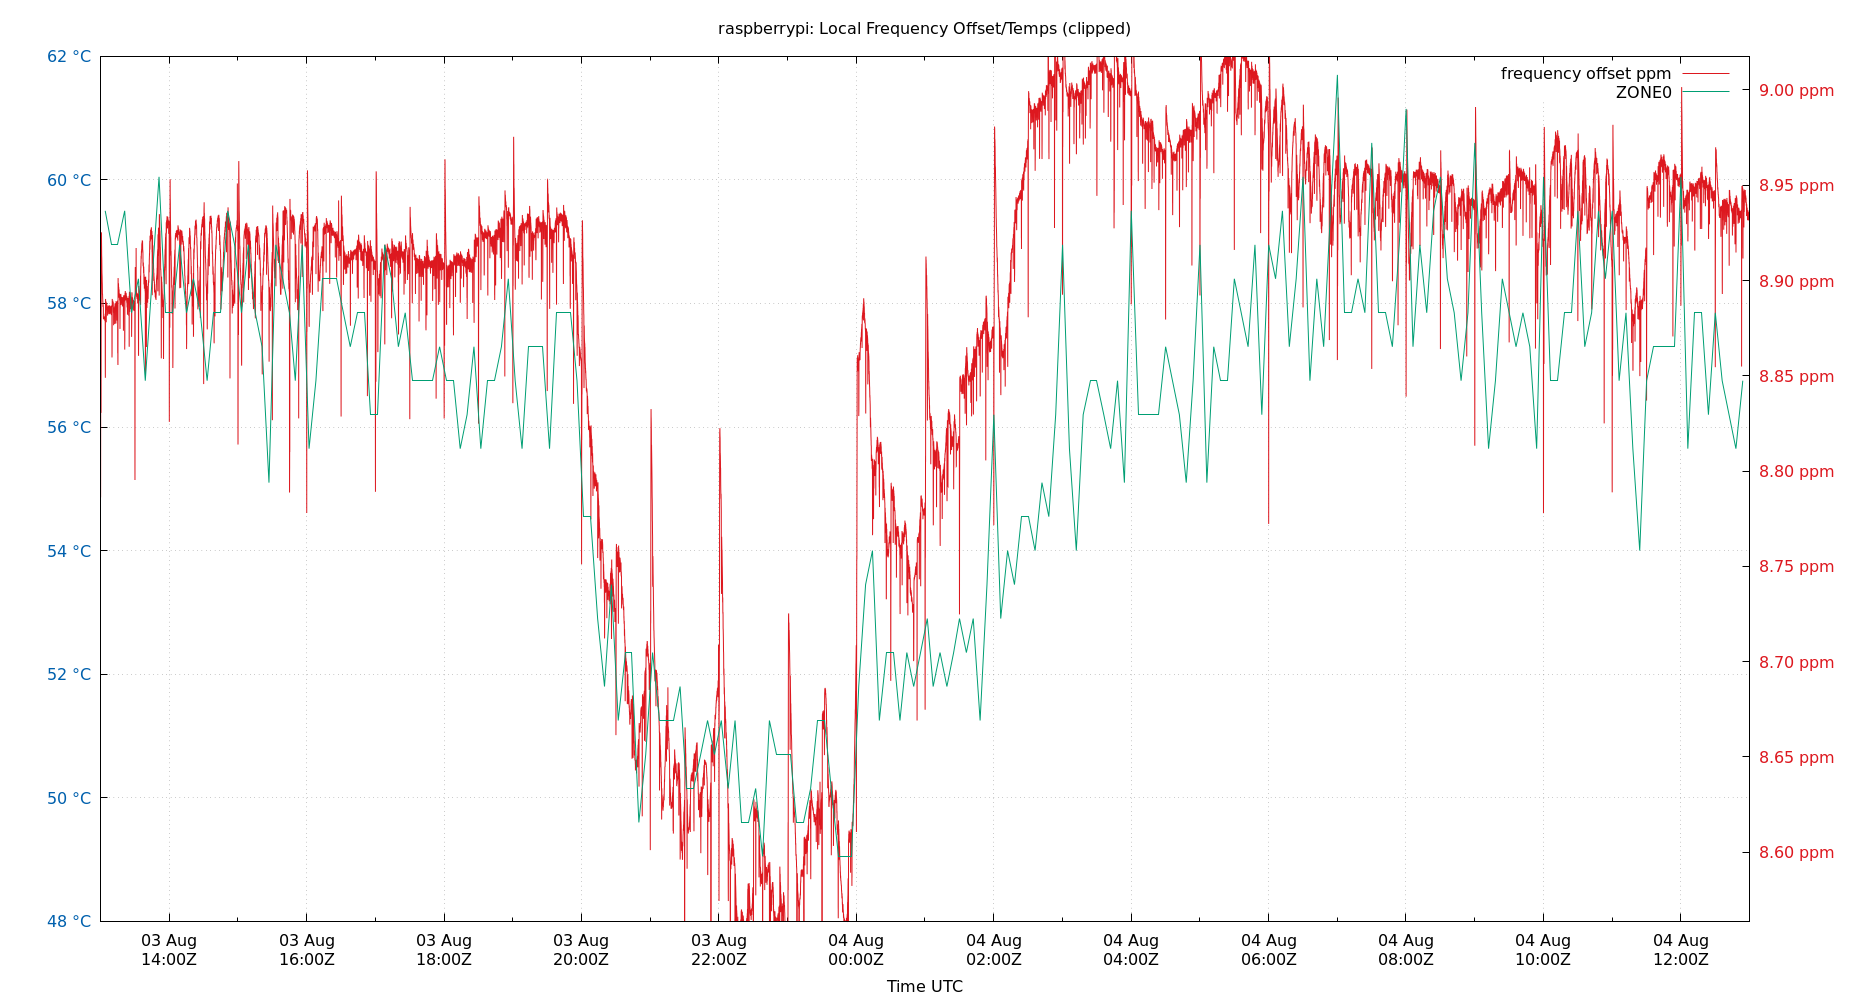 raspberrypi: Local Frequency Offset/Temps (clipped)
62 °C
60 °C
58 °C
56 °C
54 °C
52 °C
50 °C
48 °C
frequency offset ppm
ZONE0
9.00 ppm
8.95 ppm
8.90 ppm
8.85 ppm
8.80 ppm
8.75 ppm
8.70 ppm
8.65 ppm
8.60 ppm
03 Aug
14:00Z
03 Aug
16:00Z
03 Aug
18:00Z
03 Aug
20:00Z
03 Aug
22:00Z
04 Aug
00:00Z
04 Aug
02:00Z
04 Aug
04:00Z
04 Aug
06:00Z
04 Aug
08:00Z
04 Aug
10:00Z
04 Aug
12:00Z
Time UTC